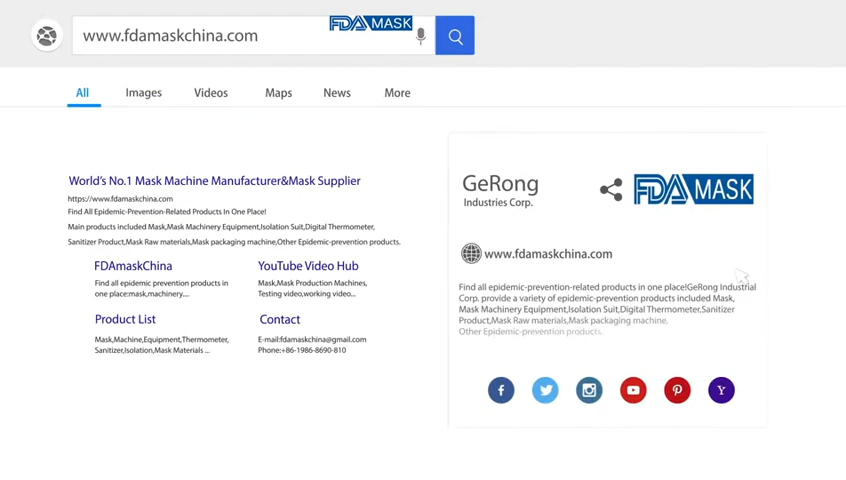 www.fdamaskchina.com
FDA MASK
All
Images
Videos
Maps
News
More
World's No.1 Mask Machine Manufacturer&Mask Supplier
https://www.fdamaskchina.com
Find All Epidemic-Prevention-Related Products In One Place!
Main products included Mask,Mask Machinery Equipment,Isolation Suit,Digital Thermometer,
Sanitizer Product,Mask Raw materials,Mask packaging machine,Other Epidemic-prevention products.
FDAmaskChina
Find all epidemic prevention products in
one place:mask,machinery....
YouTube Video Hub
Mask,Mask Production Machines,
Testing video,working video...
Product List
Mask,Machine,Equipment,Thermometer,
Sanitizer,Isolation,Mask Materials ...
Contact
E-mail:fdamaskchina@gmail.com
Phone:+86-1986-8690-810
GeRong
Industries Corp.
FDA MASK
www.fdamaskchina.com
Find all epidemic-prevention-related products in one place!GeRong Industrial
Corp. provide a variety of epidemic-prevention products included Mask,
Mask Machinery Equipment,Isolation Suit,Digital Thermometer,Sanitizer
Product,Mask Raw materials,Mask packaging machine,
Other Epidemic-prevention products.